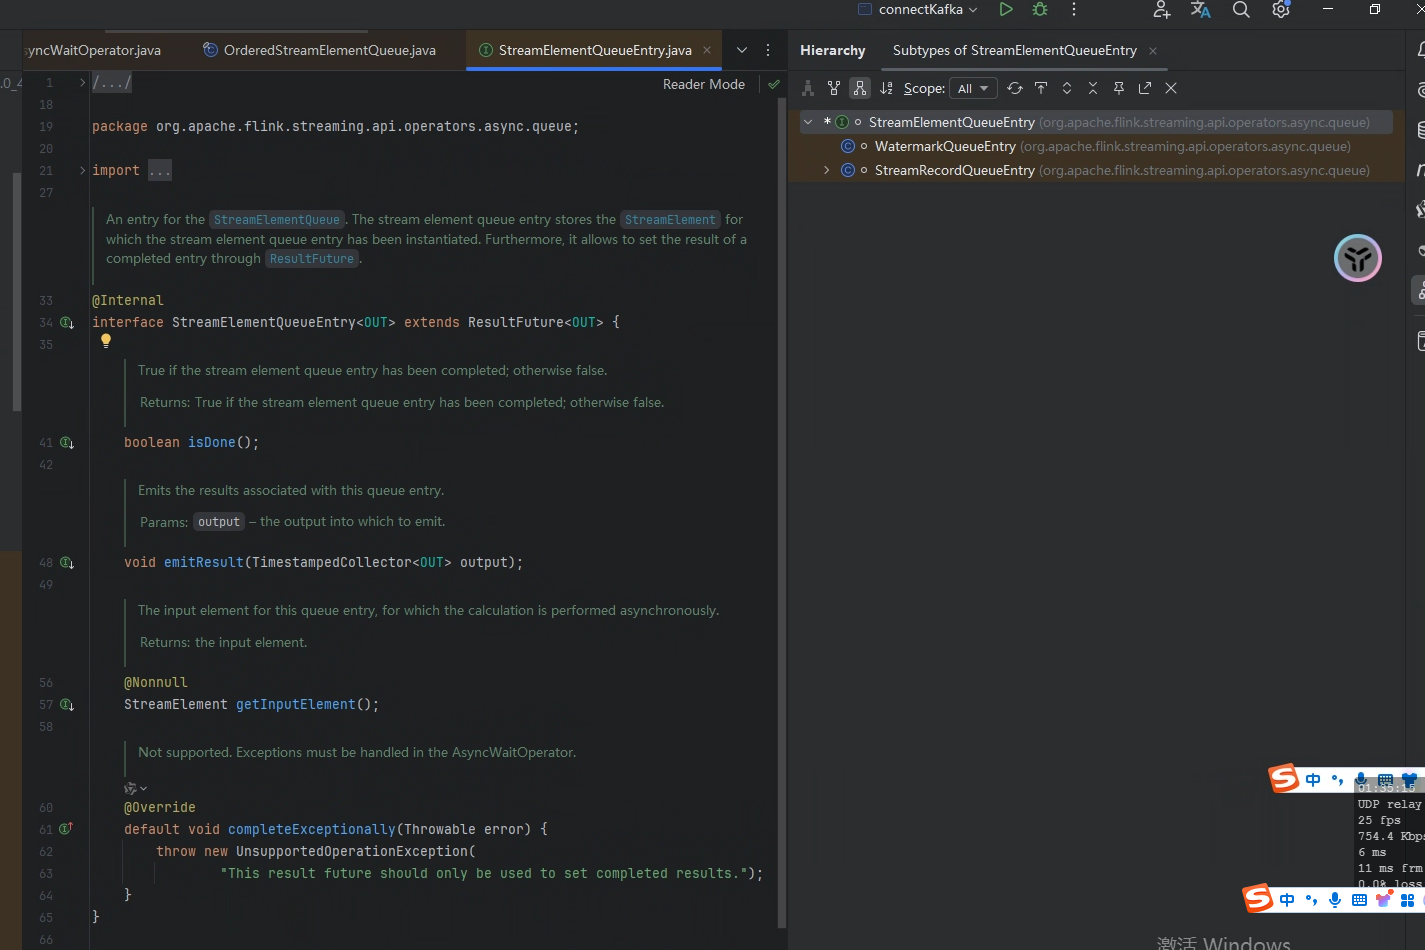 connectKafka
syncWaitOperator.java
OrderedStreamElementQueue.java
StreamElementQueueEntry.java
Hierarchy
Subtypes of StreamElementQueueEntry
.0_4
Reader Mode
Scope: All
1 /.../
18
19 package org.apache.flink.streaming.api.operators.async.queue;
20
21 import ...
27
An entry for the StreamElementQueue. The stream element queue entry stores the StreamElement for
which the stream element queue entry has been instantiated. Furthermore, it allows to set the result of a
completed entry through ResultFuture.
33 @Internal
34 interface StreamElementQueueEntry<OUT> extends ResultFuture<OUT> {
35
True if the stream element queue entry has been completed; otherwise false.
Returns: True if the stream element queue entry has been completed; otherwise false.
41 boolean isDone();
42
Emits the results associated with this queue entry.
Params: output – the output into which to emit.
48 void emitResult(TimestampedCollector<OUT> output);
49
The input element for this queue entry, for which the calculation is performed asynchronously.
Returns: the input element.
56 @Nonnull
57 StreamElement getInputElement();
58
Not supported. Exceptions must be handled in the AsyncWaitOperator.
60 @Override
61 default void completeExceptionally(Throwable error) {
62 throw new UnsupportedOperationException(
63 "This result future should only be used to set completed results.");
64 }
65 }
66
* StreamElementQueueEntry (org.apache.flink.streaming.api.operators.async.queue)
WatermarkQueueEntry (org.apache.flink.streaming.api.operators.async.queue)
StreamRecordQueueEntry (org.apache.flink.streaming.api.operators.async.queue)
中
01:35:15
UDP relay
25 fps
754.4 Kbps
6 ms
11 ms frm
0.0% loss
中
激活 Windows